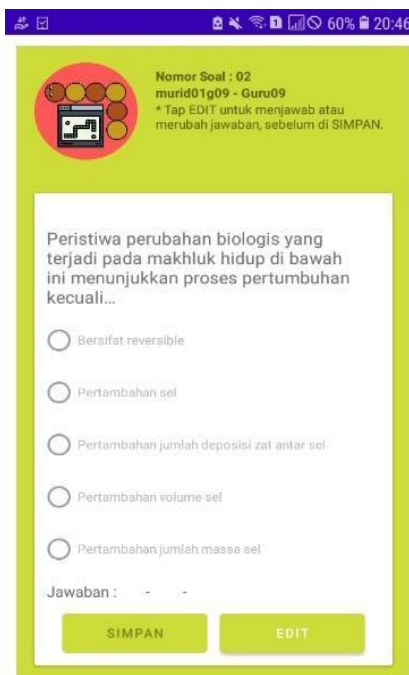 60% 20:46
Nomor Soal : 02
murid01g09 - Guru09
* Tap EDIT untuk menjawab atau
merubah jawaban, sebelum di SIMPAN.
Peristiwa perubahan biologis yang
terjadi pada makhluk hidup di bawah
ini menunjukkan proses pertumbuhan
kecuali...
Bersifat reversible
Pertambahan sel
Pertambahan jumlah deposisi zat antar sel
Pertambahan volume sel
Pertambahan jumlah massa sel
Jawaban : - -
SIMPAN EDIT